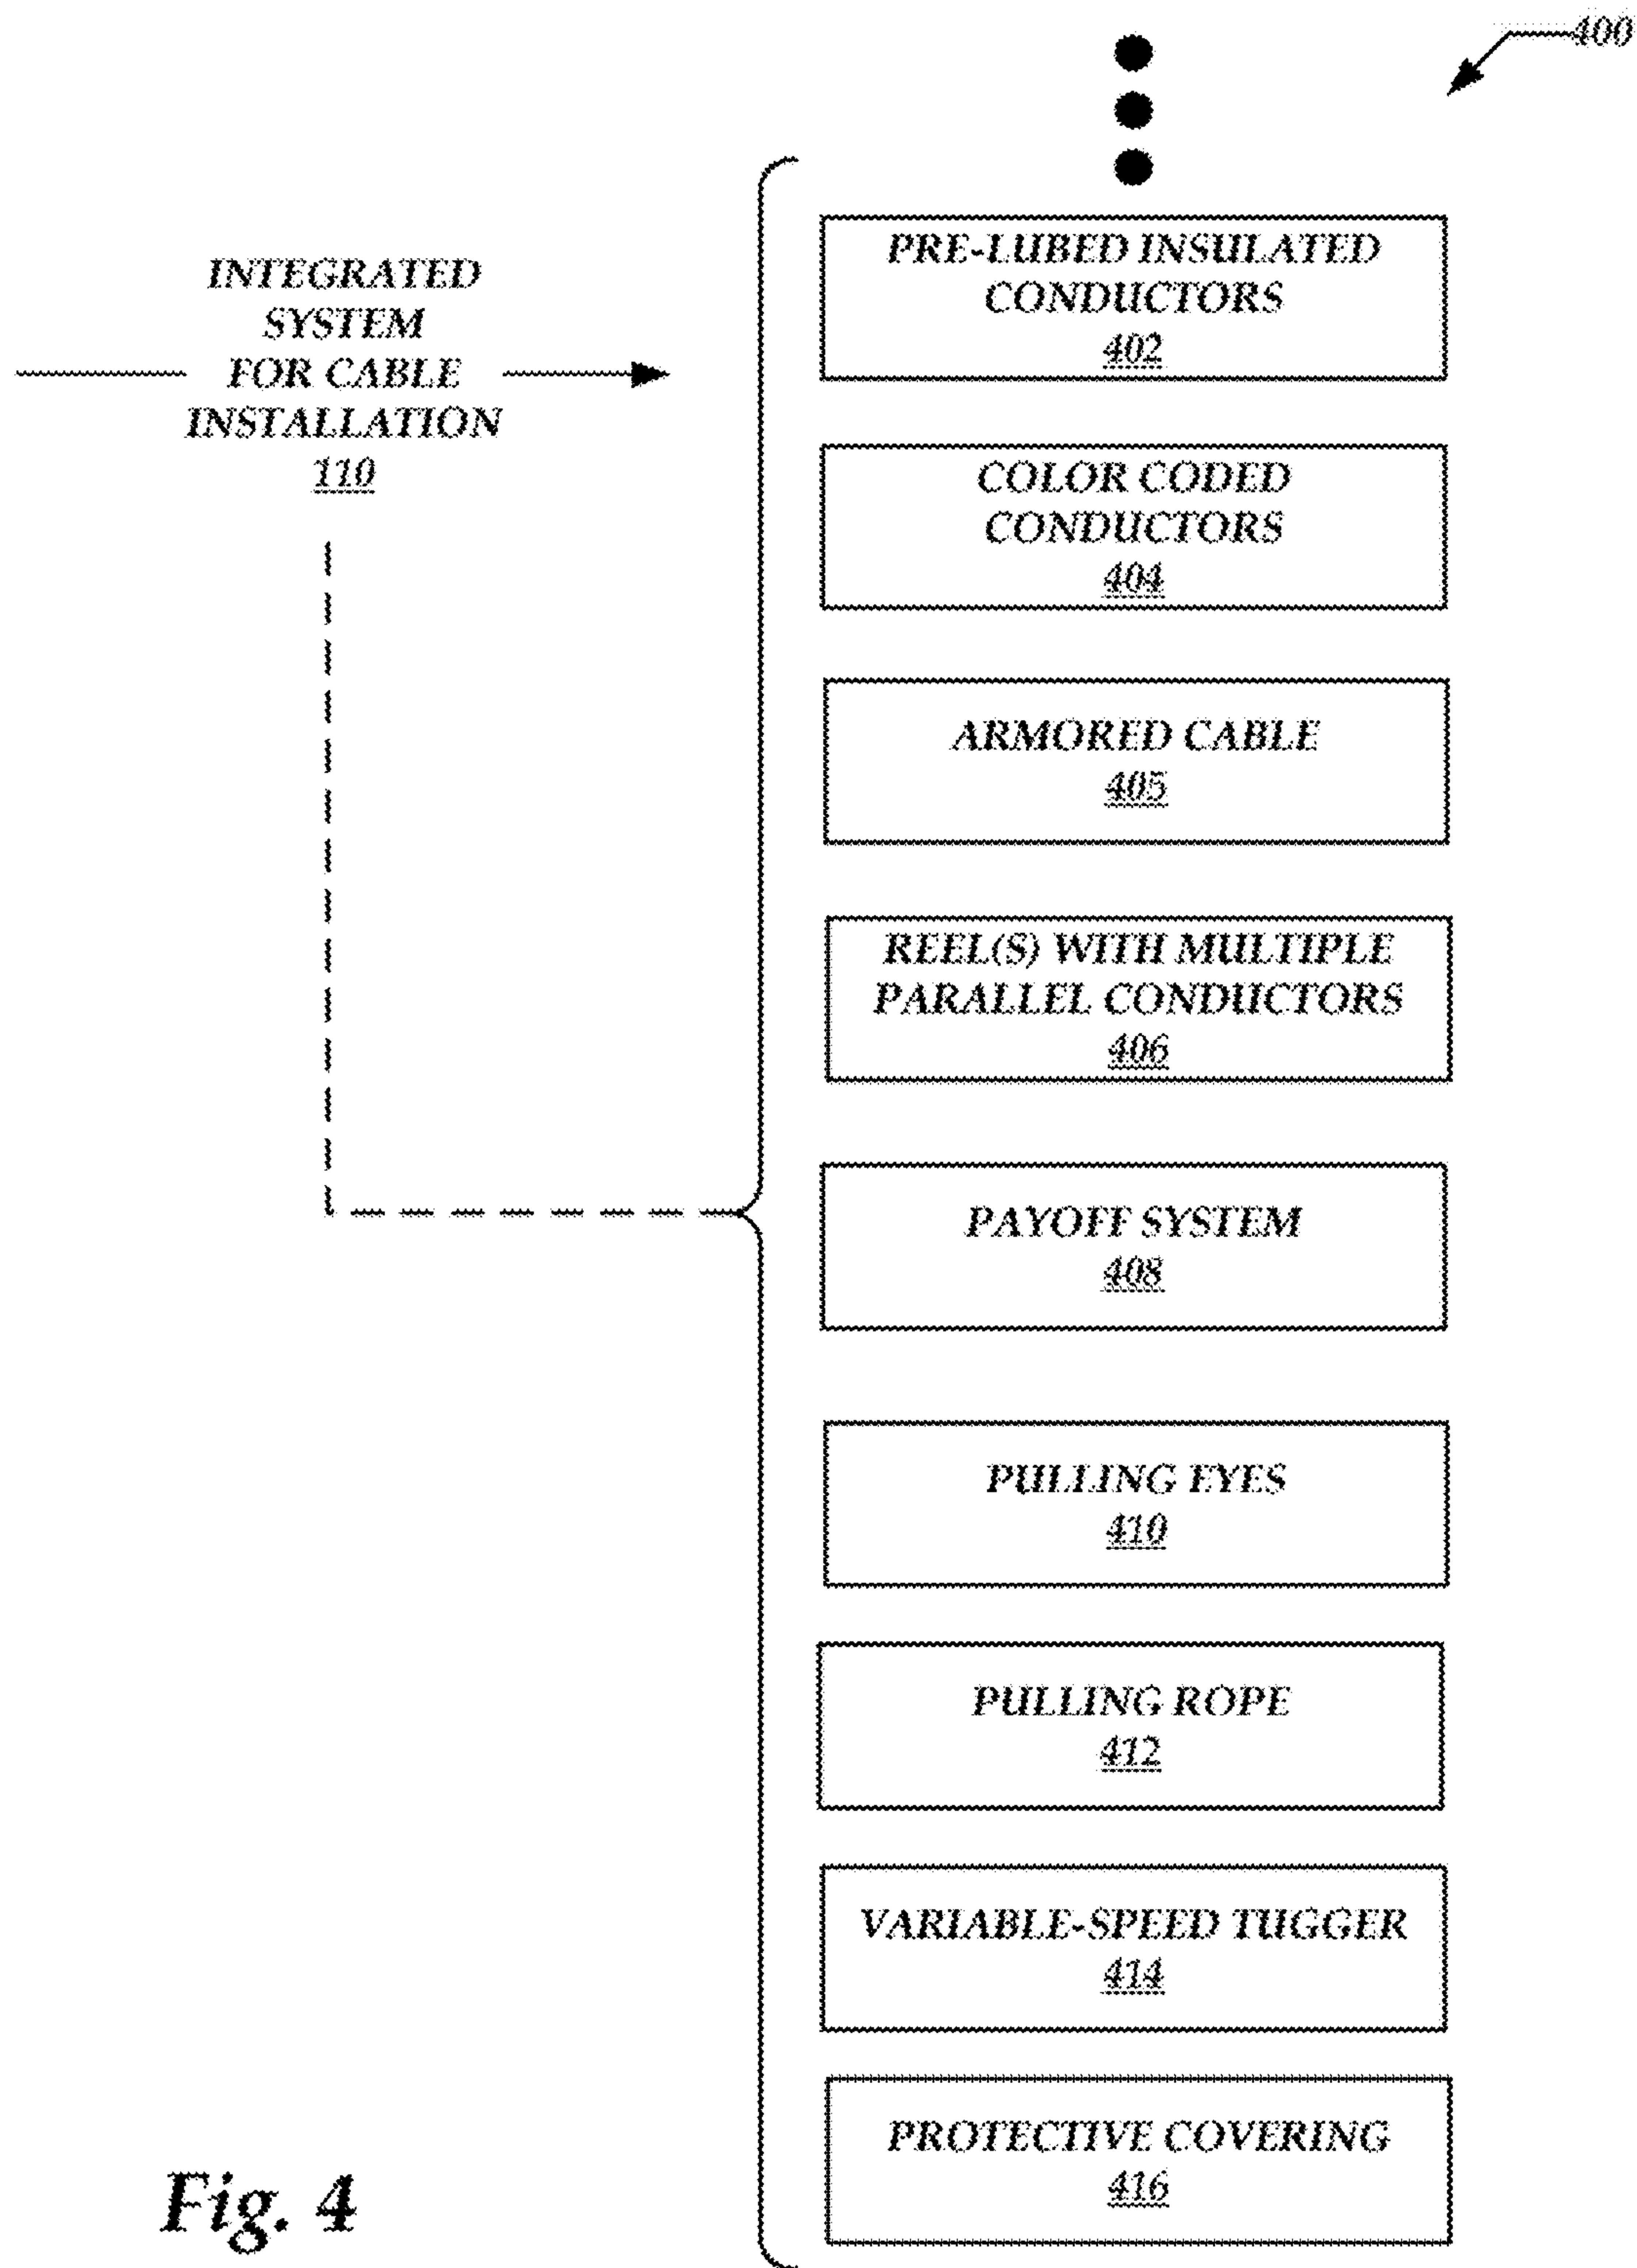 400
INTEGRATED
SYSTEM
FOR CABLE
INSTALLATION
110
PRE-LUBED INSULATED
CONDUCTORS
402
COLOR CODED
CONDUCTORS
404
ARMORED CABLE
405
REEL(S) WITH MULTIPLE
PARALLEL CONDUCTORS
406
PAYOFF SYSTEM
408
PULLING EYES
410
PULLING ROPE
412
VARIABLE-SPEED TUGGER
414
PROTECTIVE COVERING
416
Fig. 4